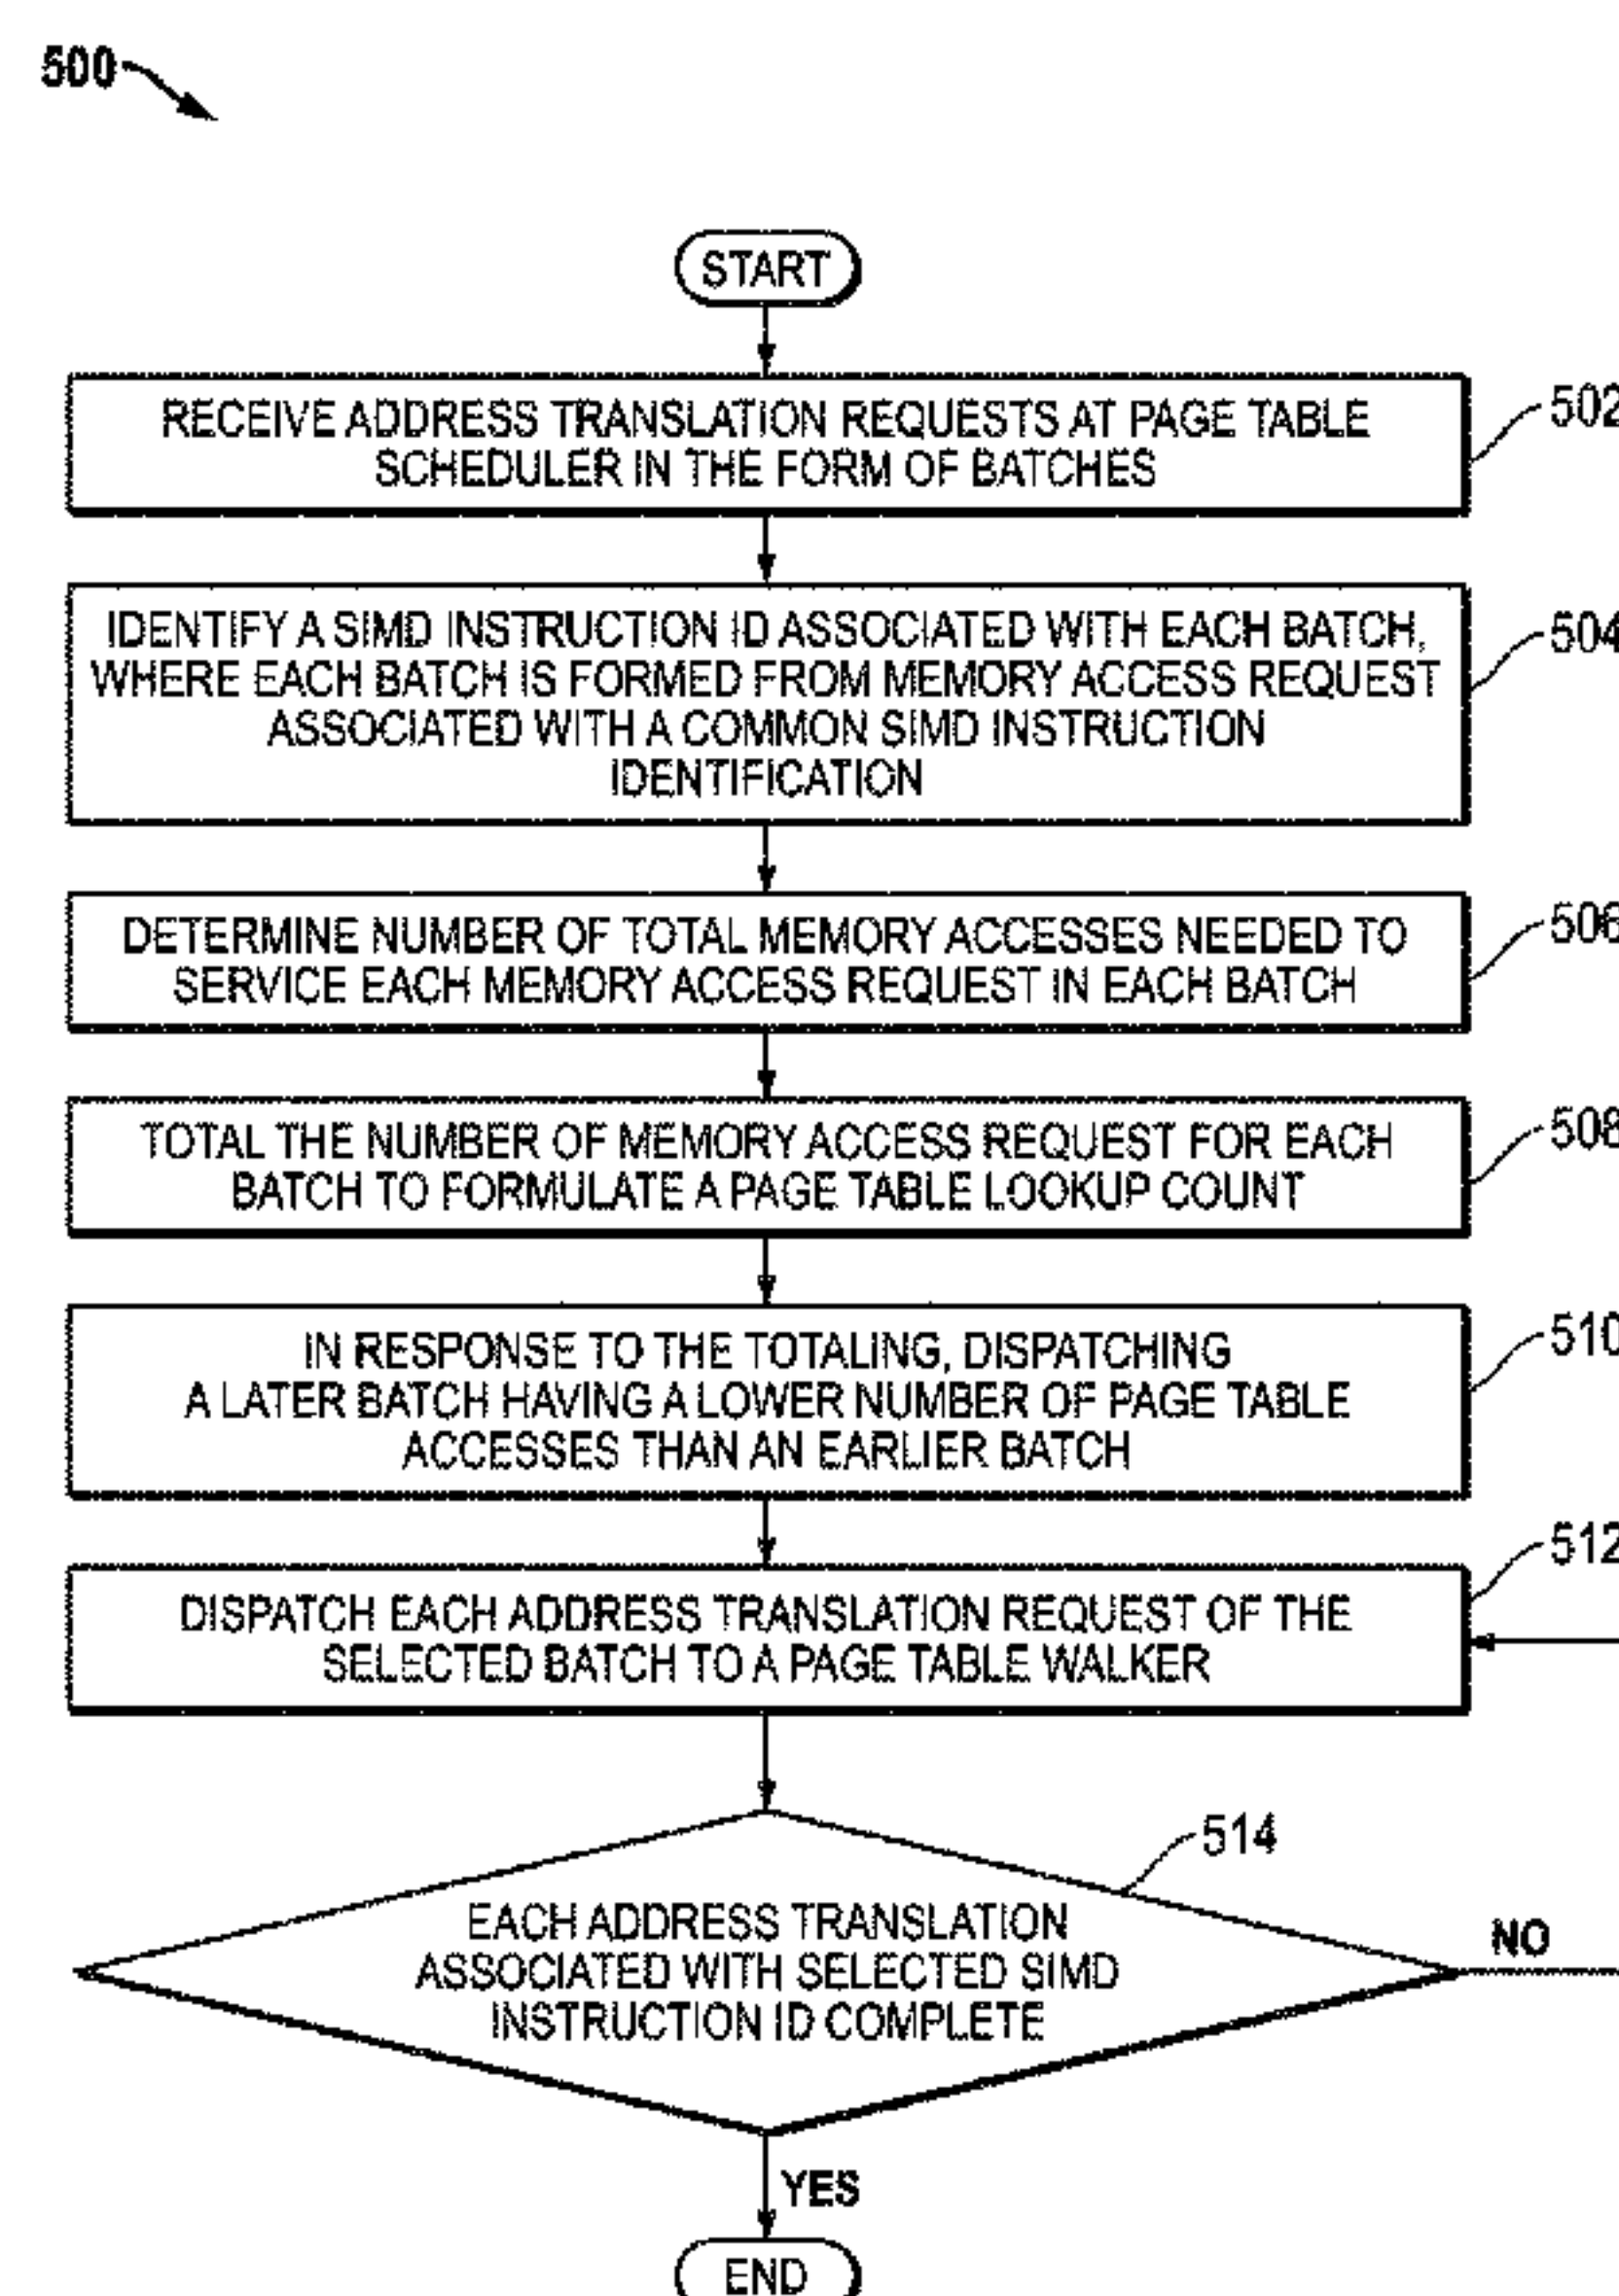 500
START
RECEIVE ADDRESS TRANSLATION REQUESTS AT PAGE TABLE
SCHEDULER IN THE FORM OF BATCHES
502
IDENTIFY A SIMD INSTRUCTION ID ASSOCIATED WITH EACH BATCH,
WHERE EACH BATCH IS FORMED FROM MEMORY ACCESS REQUEST
ASSOCIATED WITH A COMMON SIMD INSTRUCTION
IDENTIFICATION
504
DETERMINE NUMBER OF TOTAL MEMORY ACCESSES NEEDED TO
SERVICE EACH MEMORY ACCESS REQUEST IN EACH BATCH
506
TOTAL THE NUMBER OF MEMORY ACCESS REQUEST FOR EACH
BATCH TO FORMULATE A PAGE TABLE LOOKUP COUNT
508
IN RESPONSE TO THE TOTALING, DISPATCHING
A LATER BATCH HAVING A LOWER NUMBER OF PAGE TABLE
ACCESSES THAN AN EARLIER BATCH
510
DISPATCH EACH ADDRESS TRANSLATION REQUEST OF THE
SELECTED BATCH TO A PAGE TABLE WALKER
512
514
EACH ADDRESS TRANSLATION
ASSOCIATED WITH SELECTED SIMD
INSTRUCTION ID COMPLETE
NO
YES
END